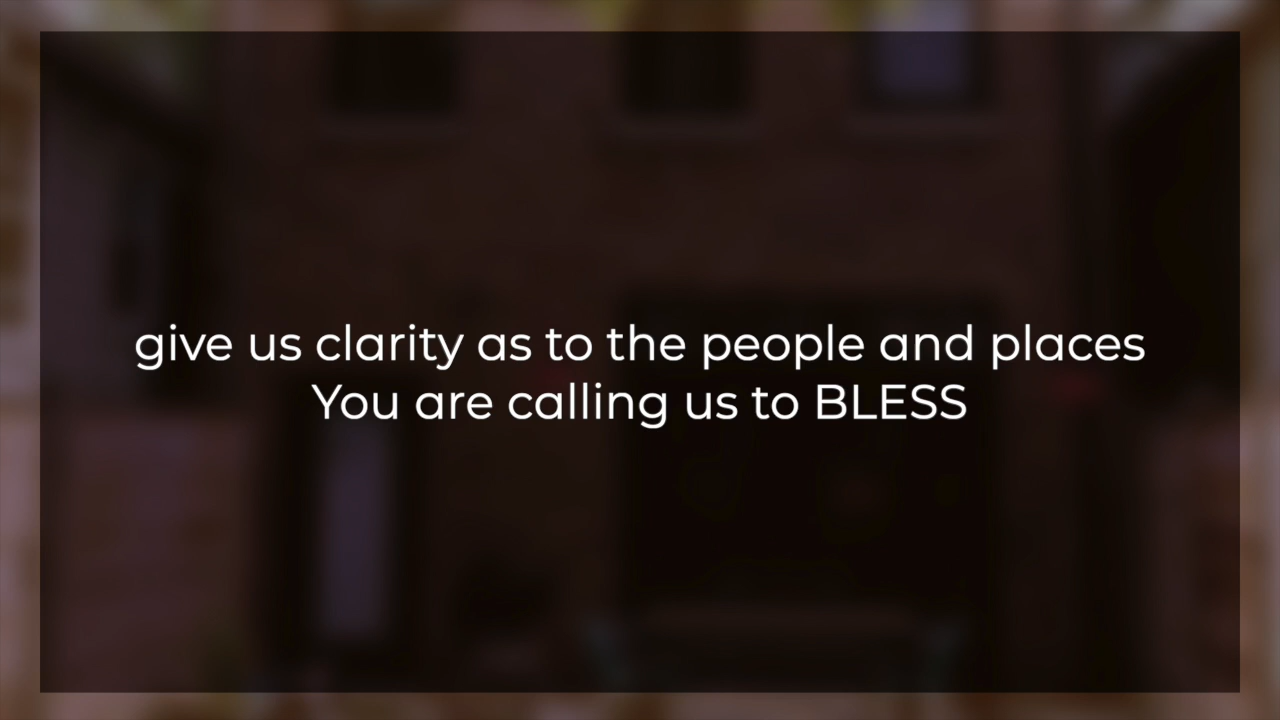 give us clarity as to the people and places
You are calling us to BLESS